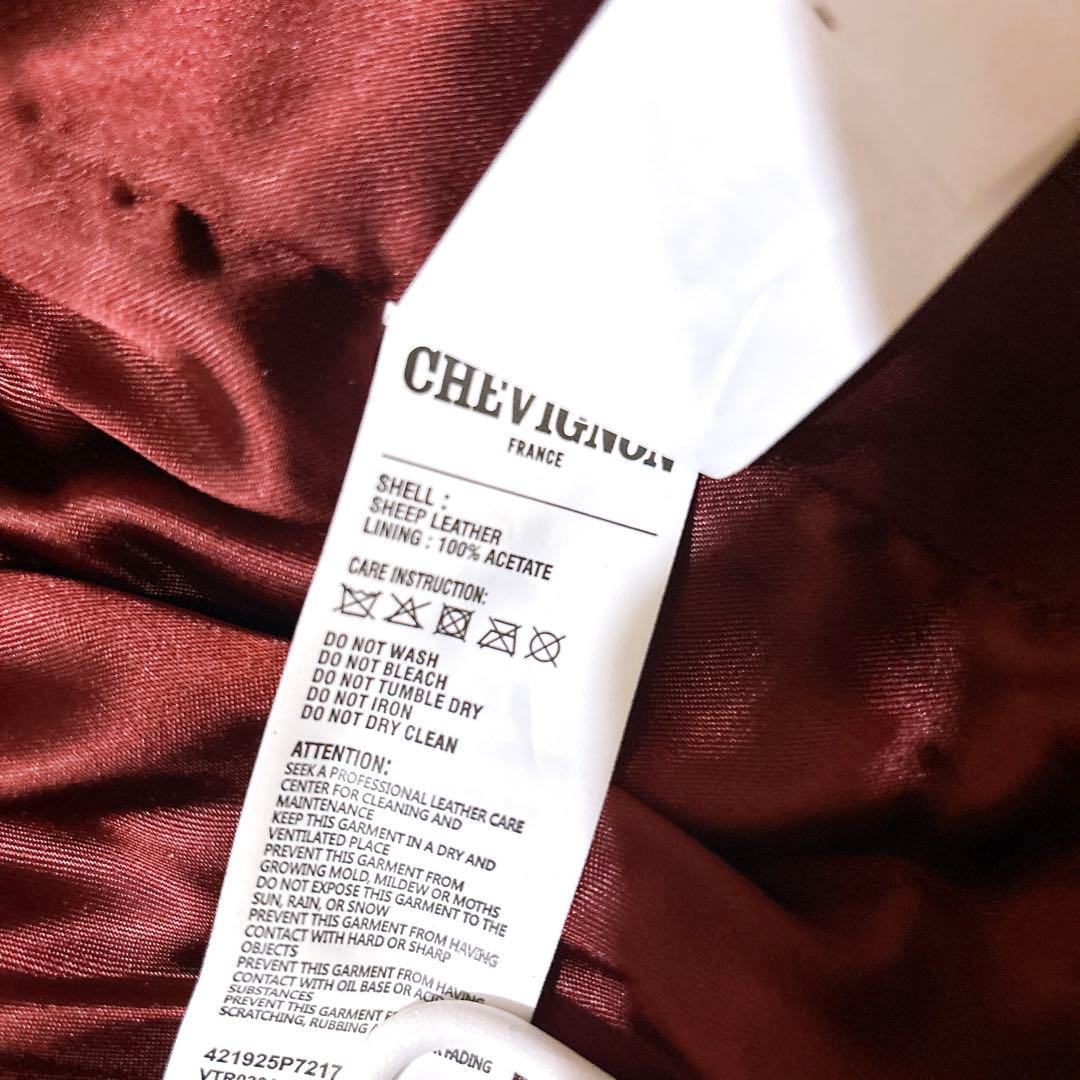 CHEVIGNON
FRANCE
SHELL :
SHEEP LEATHER
LINING : 100% ACETATE
CARE INSTRUCTION:
DO NOT WASH
DO NOT BLEACH
DO NOT TUMBLE DRY
DO NOT IRON
DO NOT DRY CLEAN
ATTENTION:
SEEK A PROFESSIONAL LEATHER CARE
CENTER FOR CLEANING AND
MAINTENANCE
KEEP THIS GARMENT IN A DRY AND
VENTILATED PLACE
PREVENT THIS GARMENT FROM
GROWING MOLD, MILDEW OR MOTHS
DO NOT EXPOSE THIS GARMENT TO THE
SUN, RAIN, OR SNOW
PREVENT THIS GARMENT FROM HAVING
CONTACT WITH HARD OR SHARP
OBJECTS
PREVENT THIS GARMENT FROM HAVING
CONTACT WITH OIL BASE OR ACID
SUBSTANCES
PREVENT THIS GARMENT
SCRATCHING, RUBBING
FADING
421925P7217